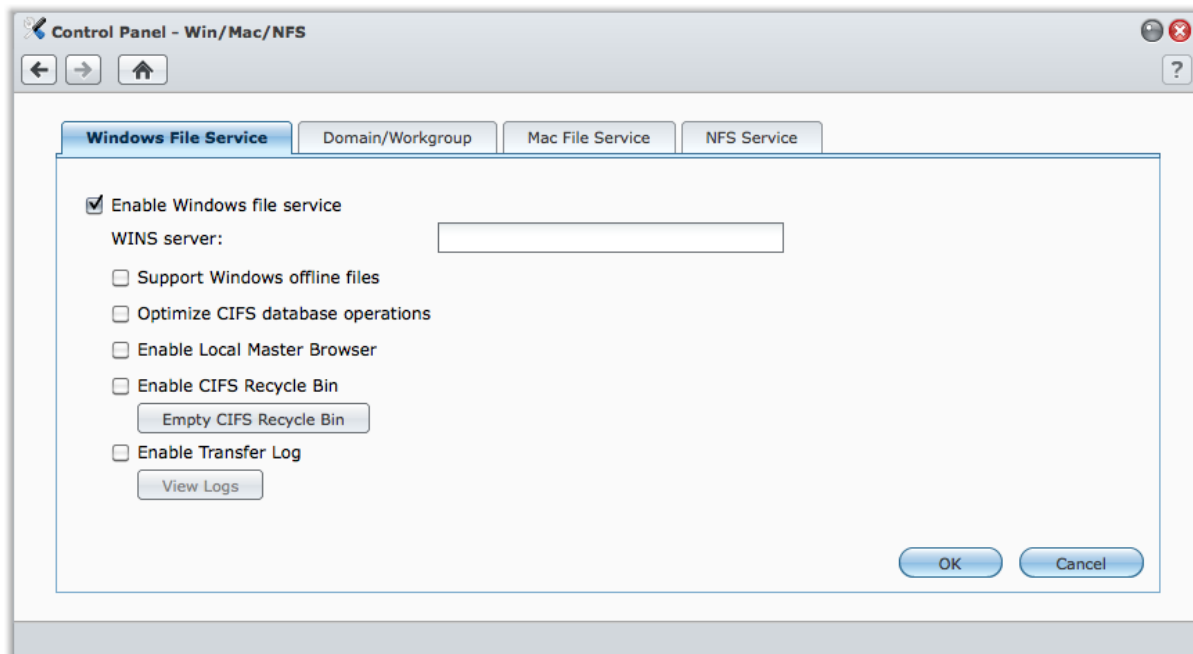 Control Panel - Win/Mac/NFS
?
Windows File Service Domain/Workgroup Mac File Service NFS Service
Enable Windows file service
WINS server:
Support Windows offline files
Optimize CIFS database operations
Enable Local Master Browser
Enable CIFS Recycle Bin
Empty CIFS Recycle Bin
Enable Transfer Log
View Logs
OK Cancel